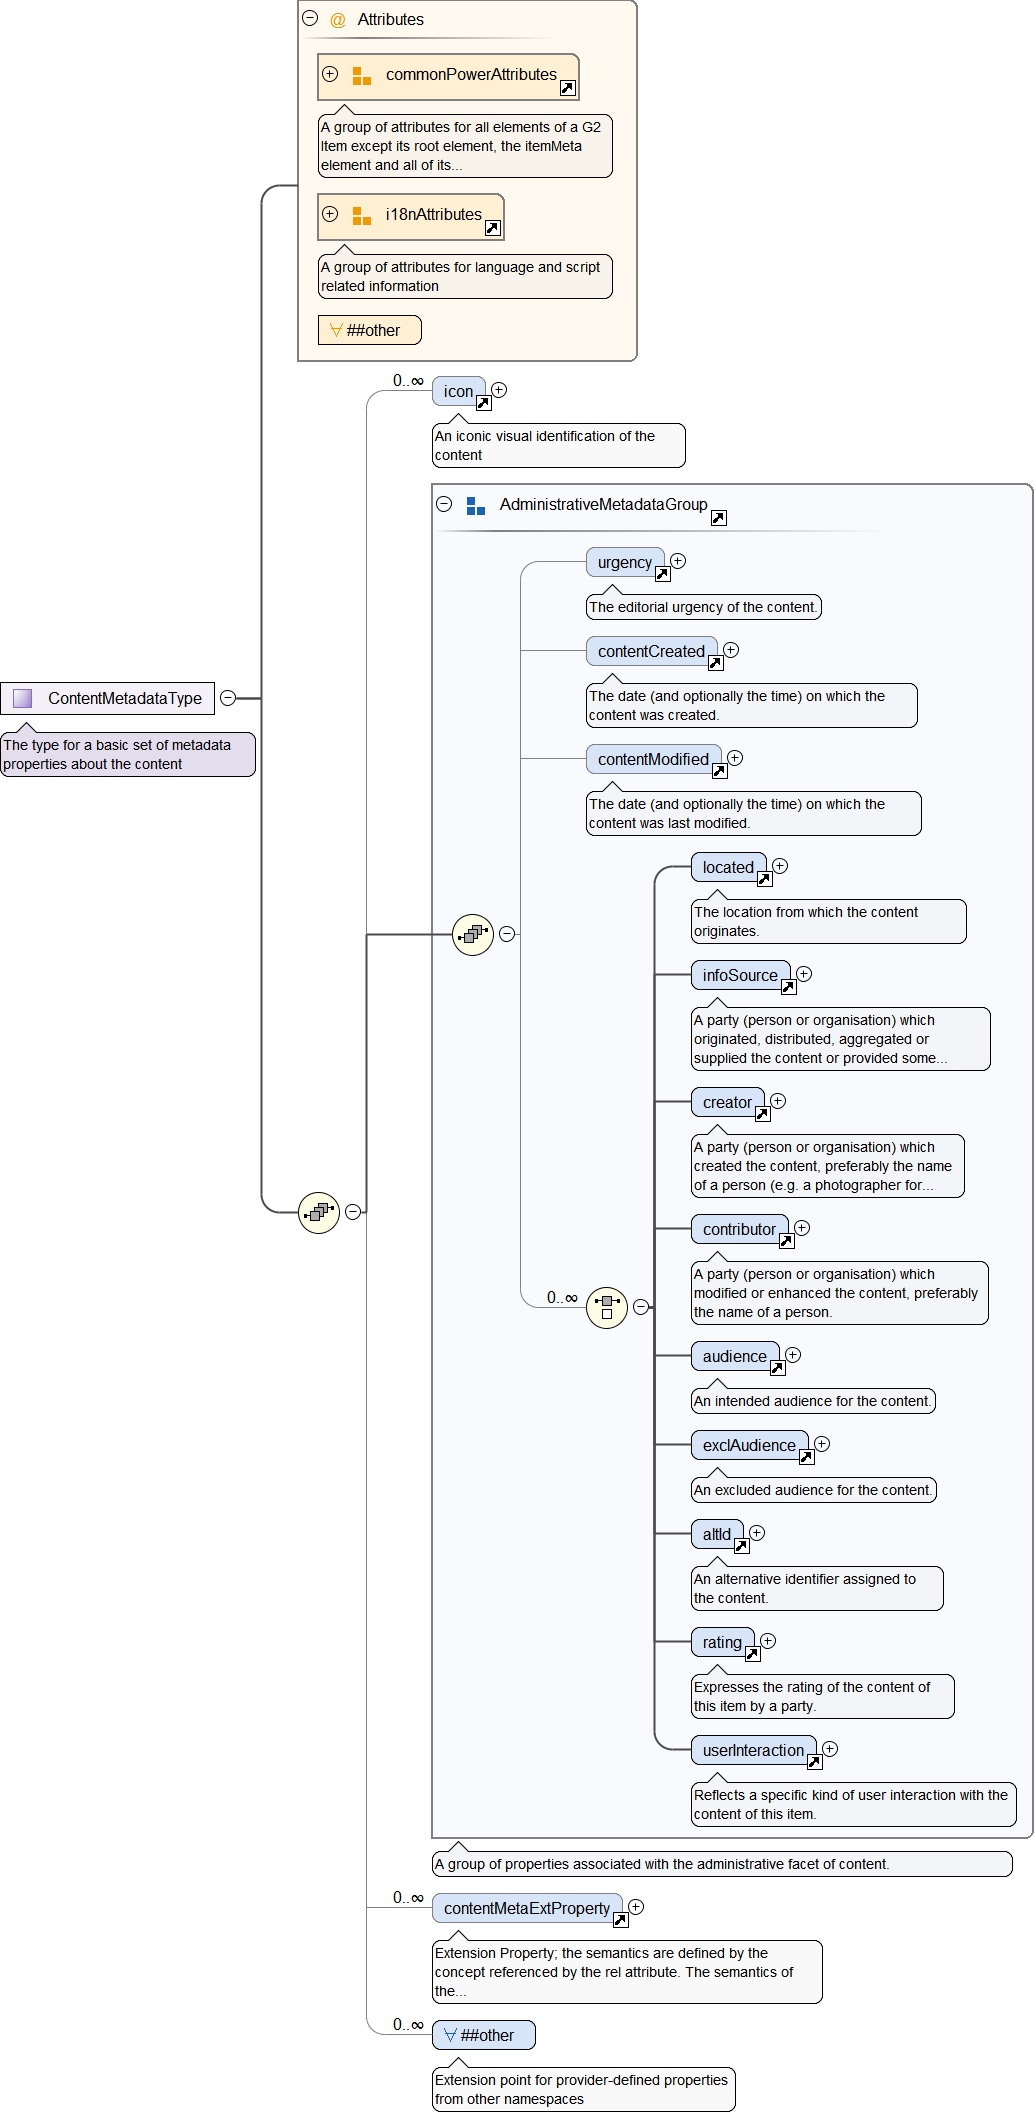 @ Attributes
commonPowerAttributes
A group of attributes for all elements of a G2
Item except its root element, the itemMeta
element and all of its...
i18nAttributes
A group of attributes for language and script
related information
##other
0..∞
icon
An iconic visual identification of the
content
AdministrativeMetadataGroup
urgency
The editorial urgency of the content.
contentCreated
The date (and optionally the time) on which the
content was created.
ContentMetadataType
The type for a basic set of metadata
properties about the content
contentModified
The date (and optionally the time) on which the
content was last modified.
located
The location from which the content
originates.
infoSource
A party (person or organisation) which
originated, distributed, aggregated or
supplied the content or provided some...
creator
A party (person or organisation) which
created the content, preferably the name
of a person (e.g. a photographer for...
contributor
A party (person or organisation) which
modified or enhanced the content, preferably
the name of a person.
0..∞
audience
An intended audience for the content.
exclAudience
An excluded audience for the content.
altId
An alternative identifier assigned to
the content.
rating
Expresses the rating of the content of
this item by a party.
userInteraction
Reflects a specific kind of user interaction with the
content of this item.
A group of properties associated with the administrative facet of content.
0..∞
contentMetaExtProperty
Extension Property; the semantics are defined by the
concept referenced by the rel attribute. The semantics of
the...
0..∞
##other
Extension point for provider-defined properties
from other namespaces